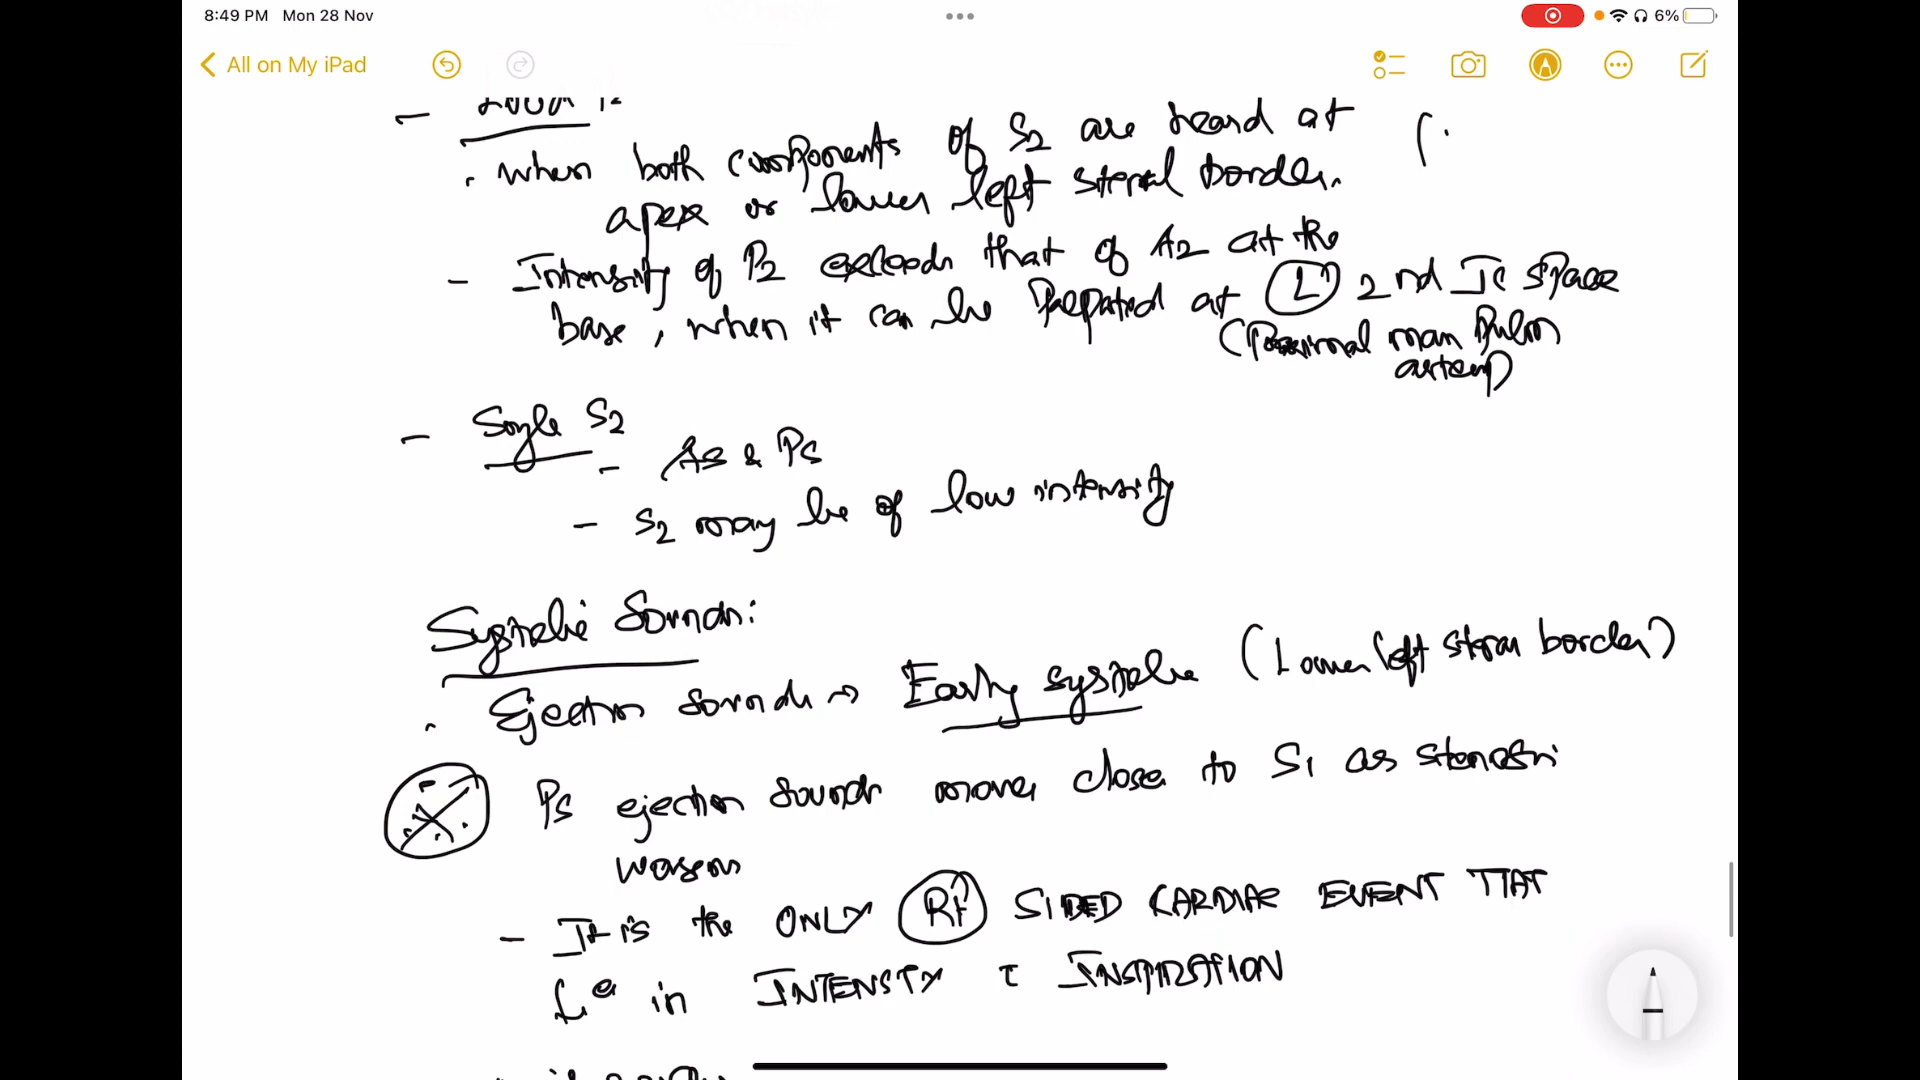 8:49 PM Mon 28 Nov
6%
All on My iPad
- Loud P2
. when both components of S2 are heard at
apex or lower left sternal border.
- Intensity of P2 exceeds that of A2 at the
base, when it can be palpated at (L) 2nd IC space
(Proximal main Pulm
artery)
- Single S2
- AS & PS
- S2 may be of low intensity
Systolic Sounds:
. Ejection sounds → Early systolic (Lower left stern border)
PS ejection sounds moves close to S1 as stenosis
worsens
- It is the ONLY (Rt) SIDED CARDIAC EVENT THAT
in INTENSITY c INSPIRATION